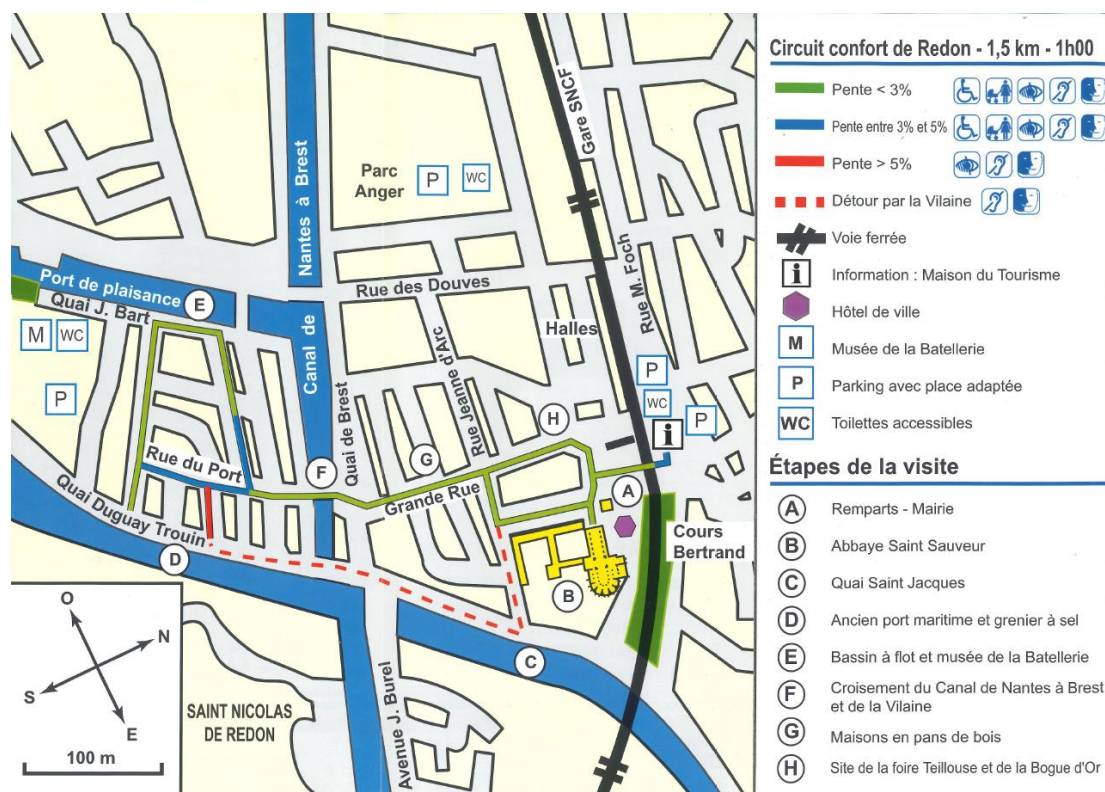 Gare SNCF
Nantes à Brest
Parc
Anger
P
WC
Rue M. Foch
Port de plaisance
E
Quai J. Bart
Rue des Douves
Halles
M
WC
Canal de
Rue Jeanne d'Arc
P
P
WC
P
i
Quai de Brest
H
G
F
Rue du Port
Grande Rue
A
Quai Duguay Trouin
Cours
Bertrand
D
B
C
Avenue J. Burel
SAINT NICOLAS
DE REDON
O
N
S
E
100 m
Circuit confort de Redon - 1,5 km - 1h00
Pente < 3%
Pente entre 3% et 5%
Pente > 5%
Détour par la Vilaine
Voie ferrée
i
Information : Maison du Tourisme
Hôtel de ville
M
Musée de la Batellerie
P
Parking avec place adaptée
WC
Toilettes accessibles
Étapes de la visite
A
Remparts - Mairie
B
Abbaye Saint Sauveur
C
Quai Saint Jacques
D
Ancien port maritime et grenier à sel
E
Bassin à flot et musée de la Batellerie
F
Croisement du Canal de Nantes à Brest
et de la Vilaine
G
Maisons en pans de bois
H
Site de la foire Teillouse et de la Bogue d'Or